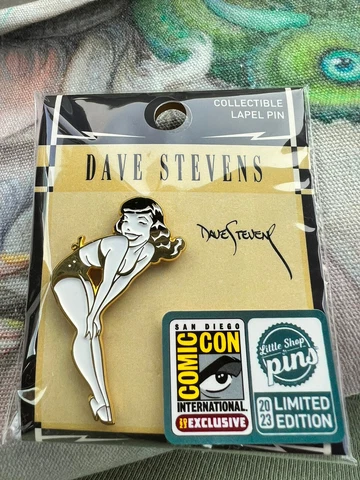 COLLECTIBLE
LAPEL PIN
DAVE STEVENS
DAVE STEVENS
SAN DIEGO
COMIC
CON
INTERNATIONAL®
EXCLUSIVE
Little Shop of
pins
2023
LIMITED
EDITION